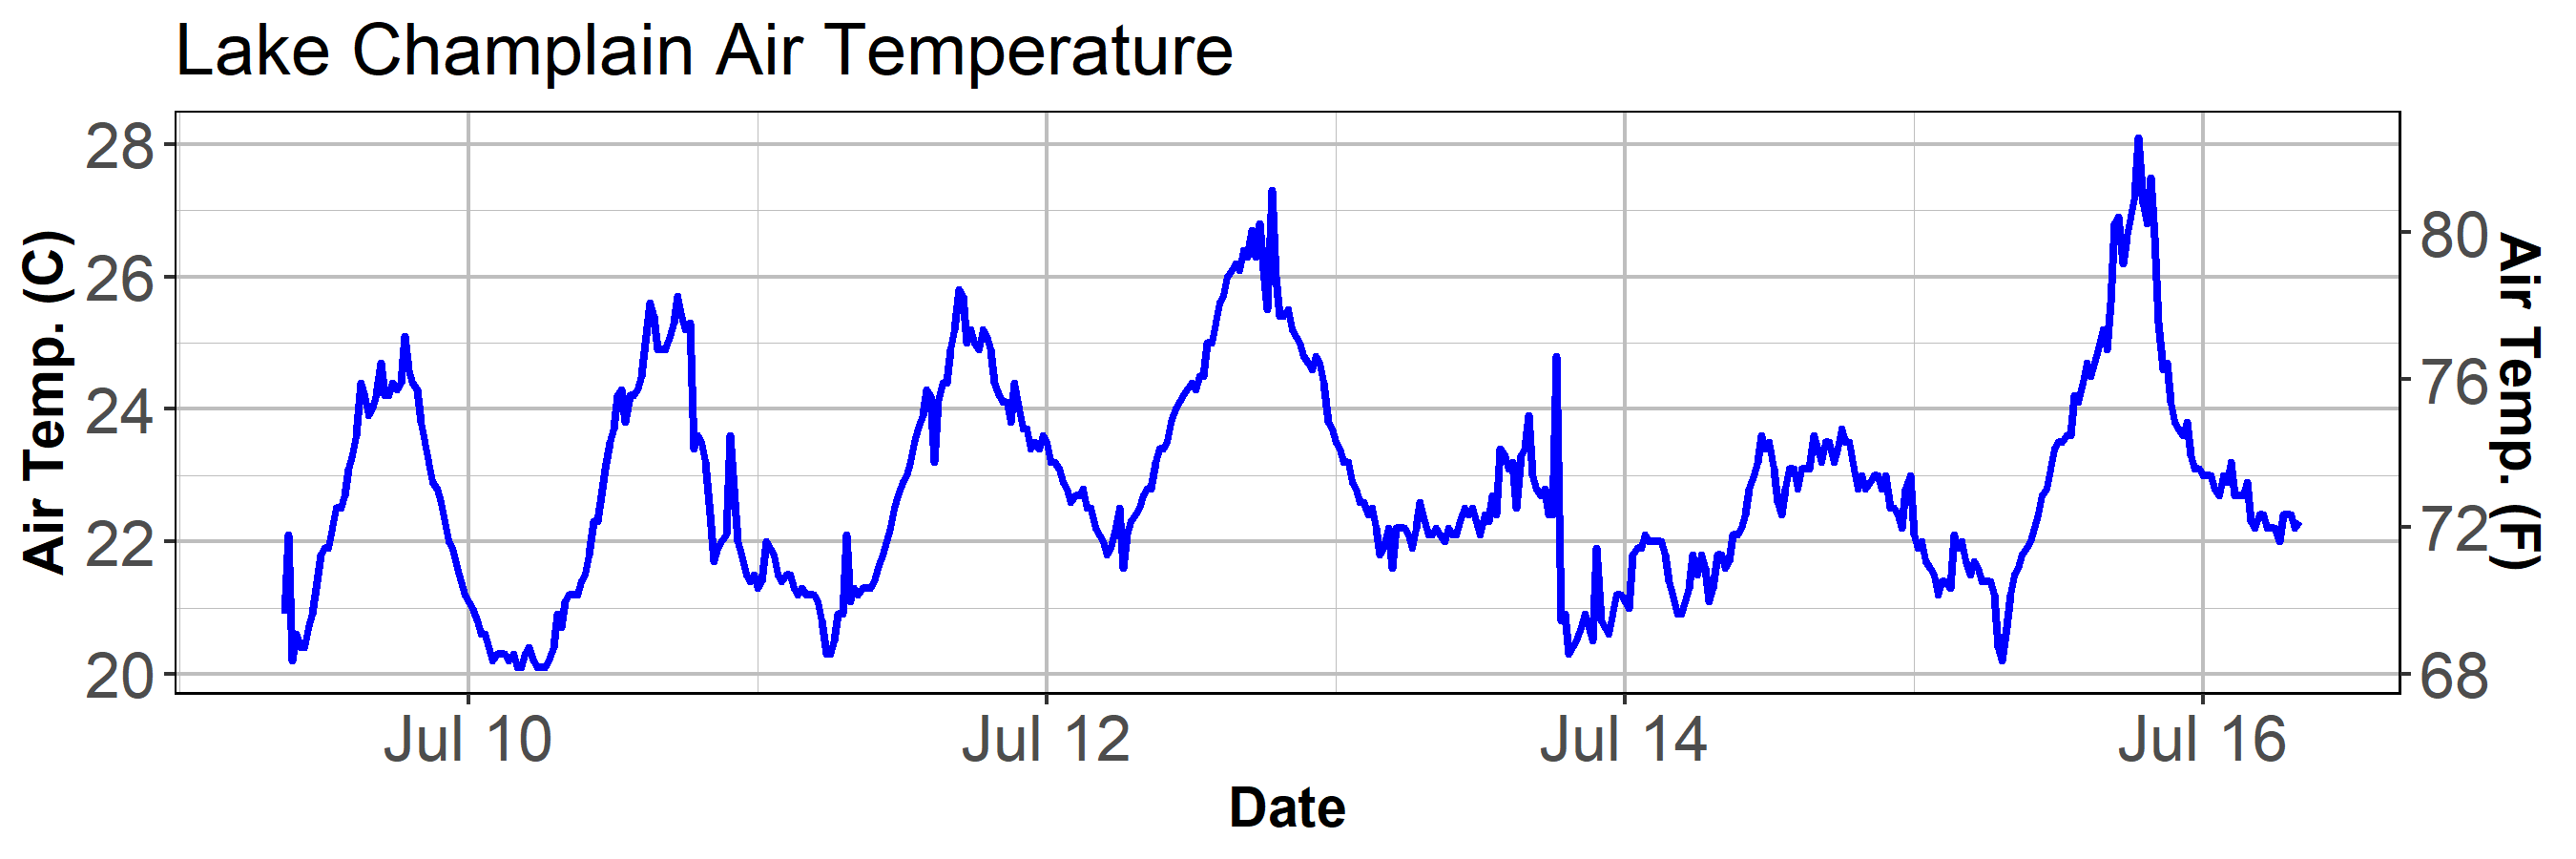 Lake Champlain Air Temperature
Air Temp. (C)
28
26
24
22
20
80
76
72
68
Air Temp. (F)
Jul 10
Jul 12
Jul 14
Jul 16
Date